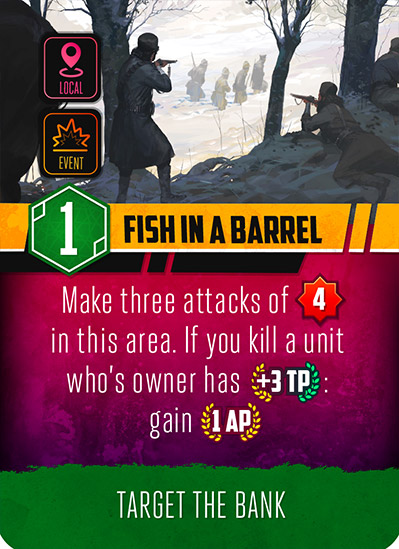 LOCAL
EVENT
1 FISH IN A BARREL
Make three attacks of 4
in this area. If you kill a unit
who's owner has +3 TP :
gain 1 AP
TARGET THE BANK